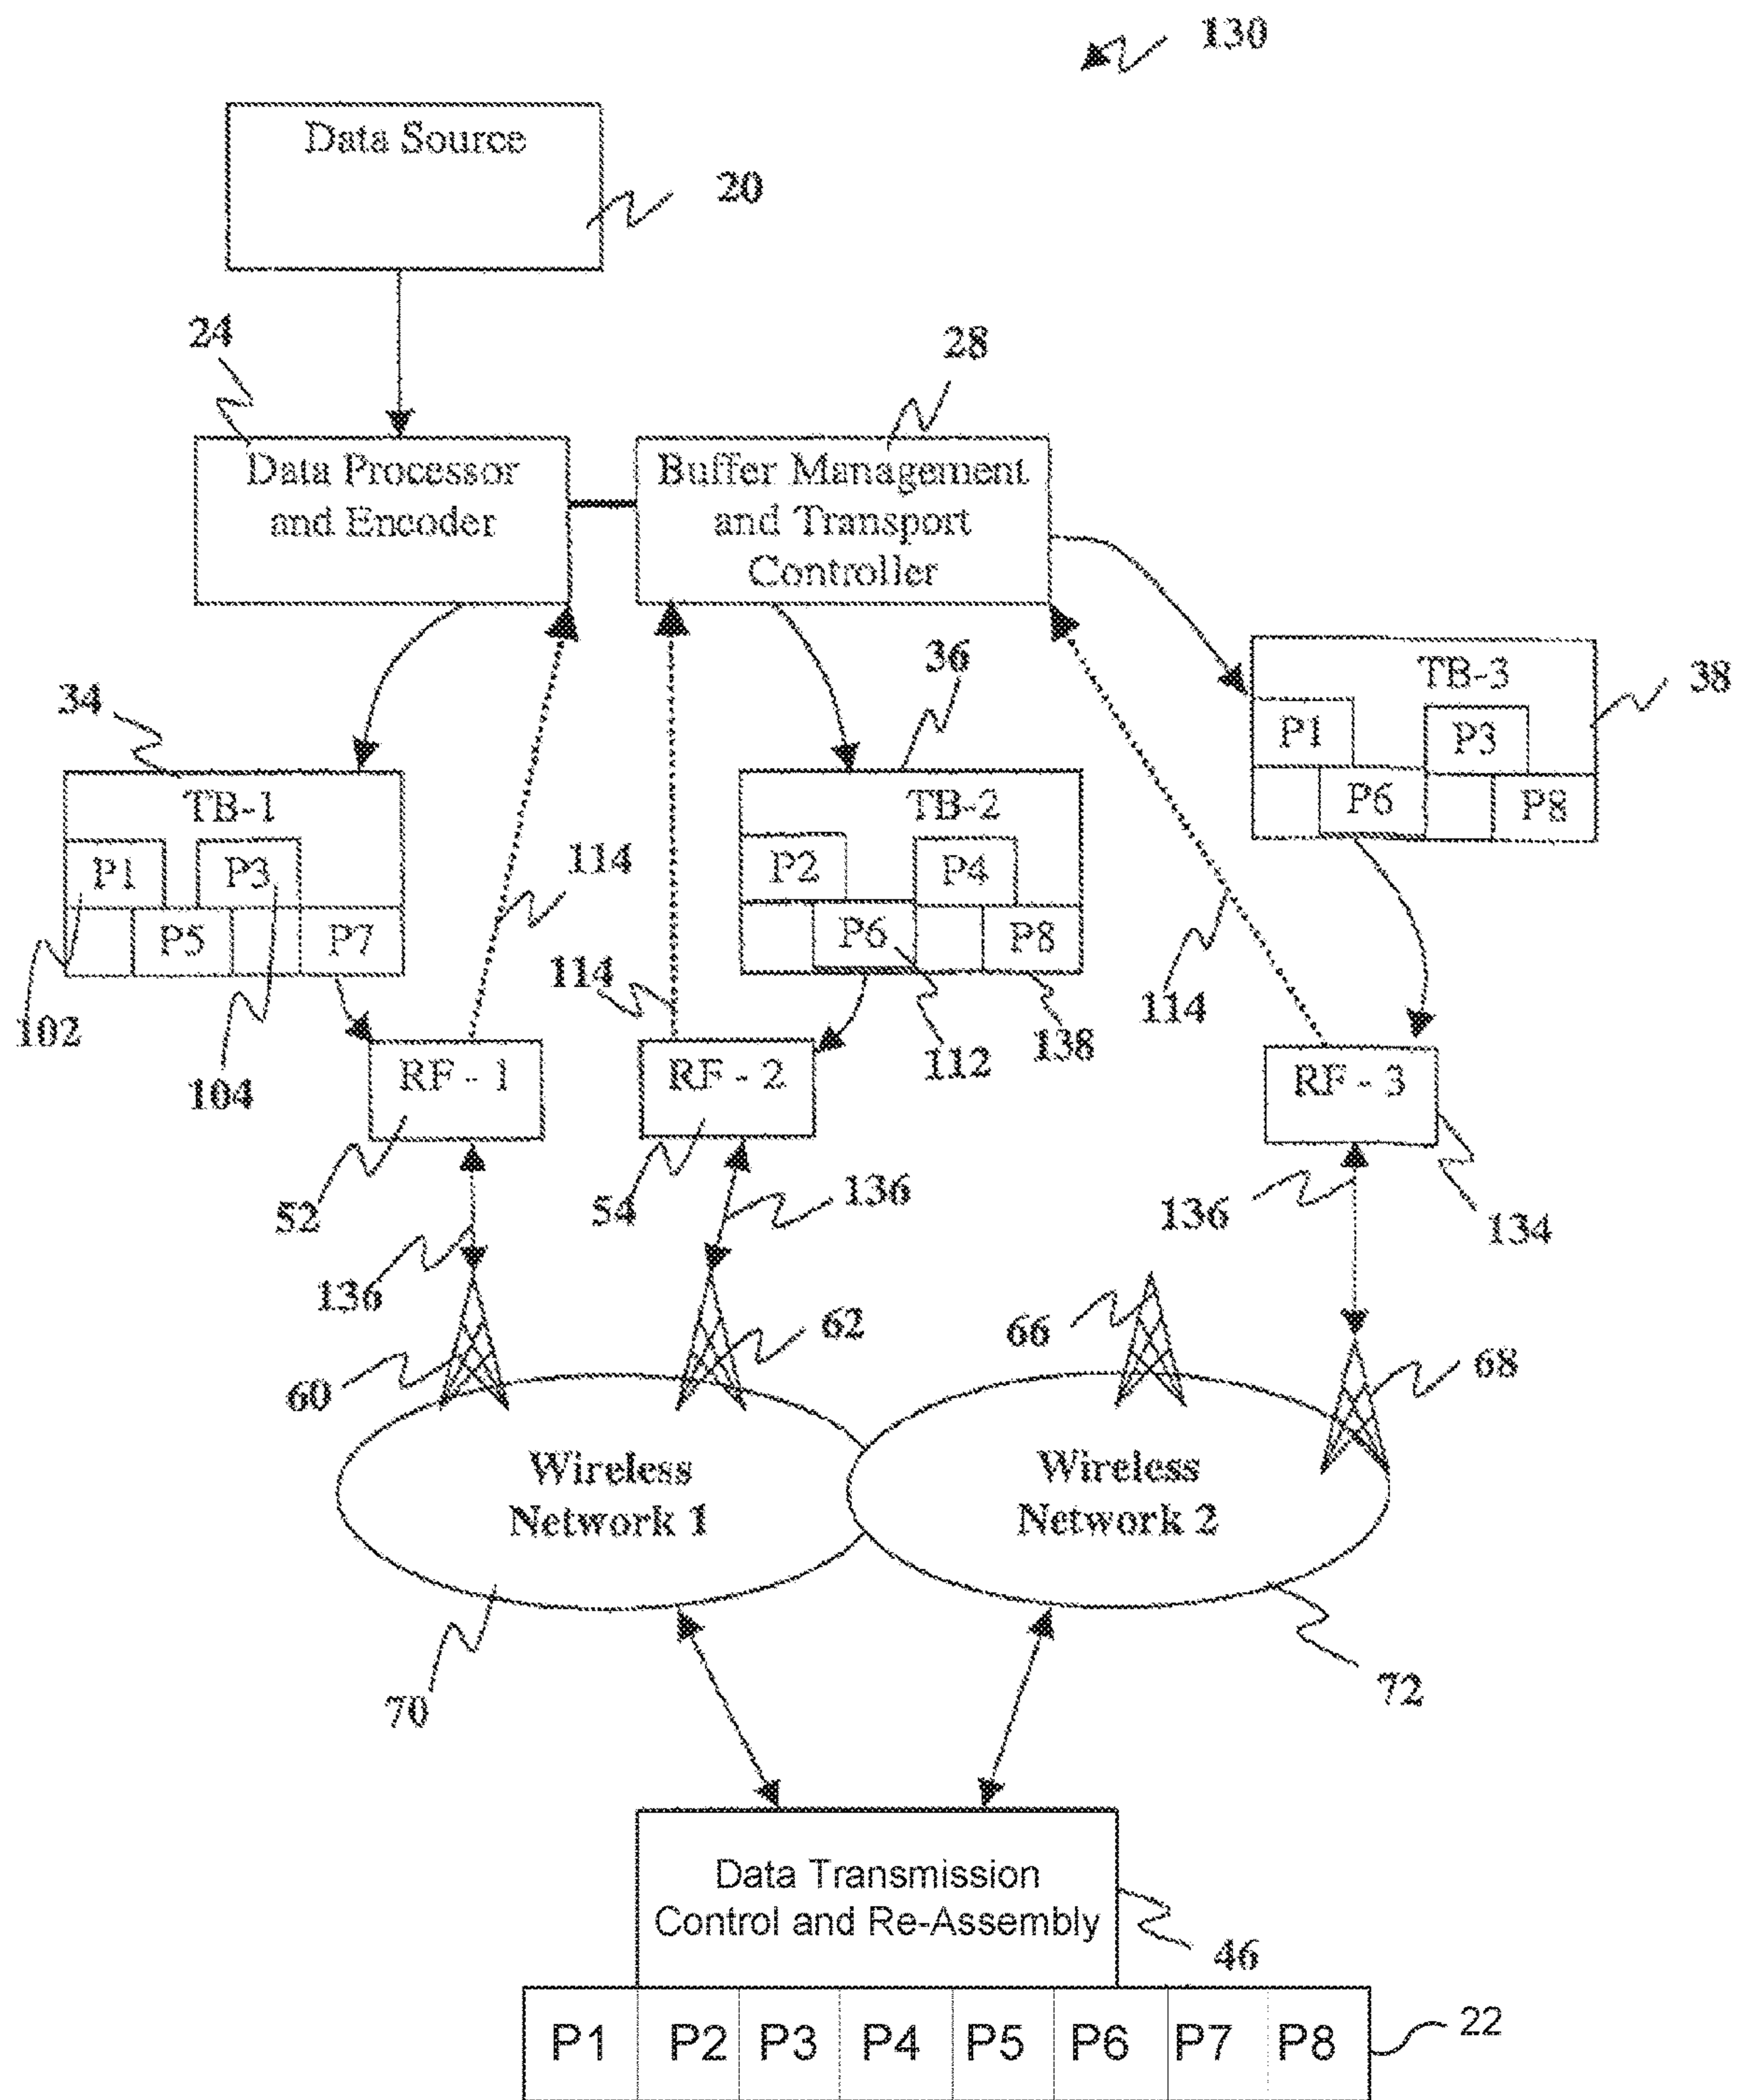 130
Data Source
20
24
28
Data Processor
and Encoder
Buffer Management
and Transport
Controller
34
36
38
TB-1
P1
P3
P5
P7
TB-2
P2
P4
P6
P8
TB-3
P1
P3
P6
P8
102
104
114
114
112
138
114
RF - 1
RF - 2
RF - 3
52
54
134
136
136
136
60
62
66
68
Wireless
Network 1
Wireless
Network 2
70
72
Data Transmission
Control and Re-Assembly
46
P1 P2 P3 P4 P5 P6 P7 P8
22